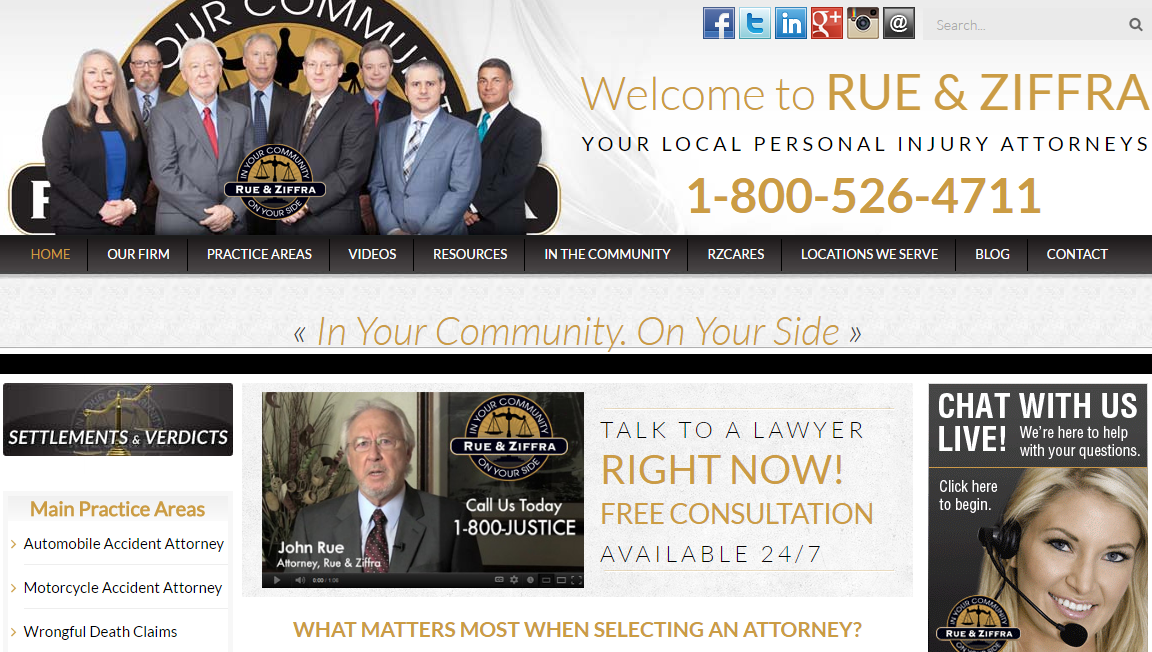 YOUR COMMUNITY
IN YOUR COMMUNITY
RUE & ZIFFRA
ON YOUR SIDE
R
A
@
Search...
Welcome to RUE & ZIFFRA
YOUR LOCAL PERSONAL INJURY ATTORNEYS
1-800-526-4711
HOME
OUR FIRM
PRACTICE AREAS
VIDEOS
RESOURCES
IN THE COMMUNITY
RZCARES
LOCATIONS WE SERVE
BLOG
CONTACT
« In Your Community. On Your Side »
SETTLEMENTS & VERDICTS
Main Practice Areas
Automobile Accident Attorney
Motorcycle Accident Attorney
Wrongful Death Claims
IN YOUR COMMUNITY
RUE & ZIFFRA
ON YOUR SIDE
Call Us Today
1-800-JUSTICE
John Rue
Attorney, Rue & Ziffra
0:00 / 1:06
TALK TO A LAWYER
RIGHT NOW!
FREE CONSULTATION
AVAILABLE 24/7
WHAT MATTERS MOST WHEN SELECTING AN ATTORNEY?
CHAT WITH US
LIVE! We're here to help
with your questions.
Click here
to begin.
IN YOUR COMMUNITY
RUE & ZIFFRA
ON YOUR SIDE